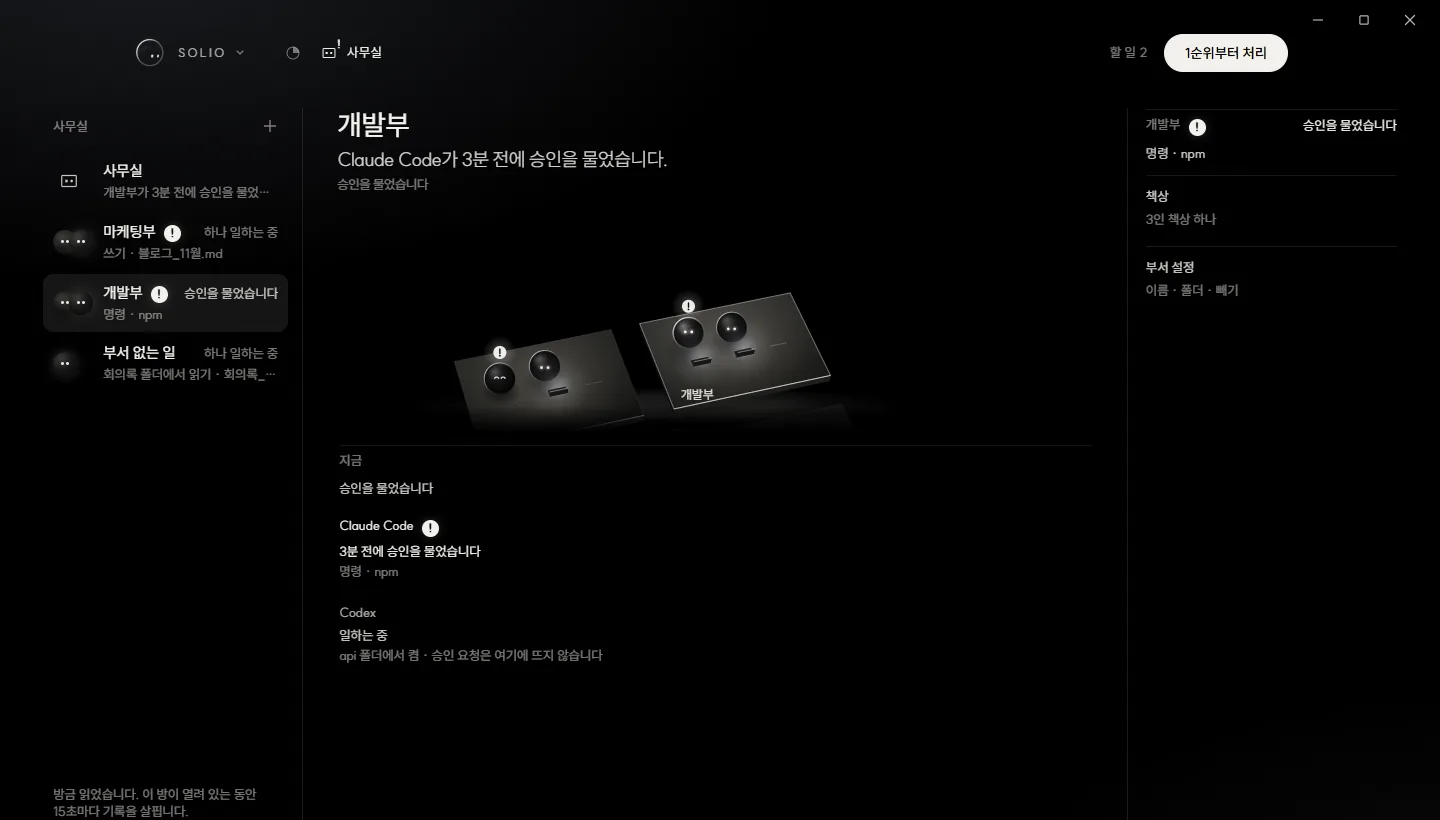 SOLIO
사무실
할 일 2
1순위부터 처리
사무실
사무실
개발부가 3분 전에 승인을 물었…
마케팅부 ! 하나 일하는 중
쓰기 · 블로그_11월.md
개발부 ! 승인을 물었습니다
명령 · npm
부서 없는 일 하나 일하는 중
회의록 폴더에서 읽기 · 회의록_…
방금 읽었습니다. 이 방이 열려 있는 동안
15초마다 기록을 살핍니다.
개발부
Claude Code가 3분 전에 승인을 물었습니다.
승인을 물었습니다
!
!
개발부
지금
승인을 물었습니다
Claude Code !
3분 전에 승인을 물었습니다
명령 · npm
Codex
일하는 중
api 폴더에서 켬 · 승인 요청은 여기에 뜨지 않습니다
개발부 ! 승인을 물었습니다
명령 · npm
책상
3인 책상 하나
부서 설정
이름 · 폴더 · 빼기